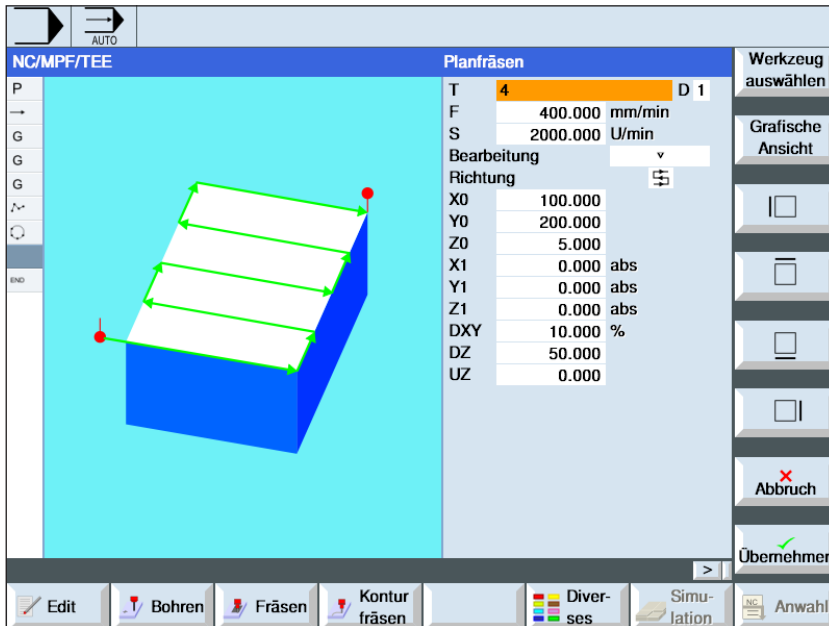 AUTO
NC/MPF/TEE
Planfräsen
P
G
G
G
END
T 4 D 1
F 400.000 mm/min
S 2000.000 U/min
Bearbeitung
Richtung
X0 100.000
Y0 200.000
Z0 5.000
X1 0.000 abs
Y1 0.000 abs
Z1 0.000 abs
DXY 10.000 %
DZ 50.000
UZ 0.000
Werkzeug
auswählen
Grafische
Ansicht
Abbruch
Übernehmen
>
Edit
Bohren
Fräsen
Kontur
fräsen
Diver-
ses
Simu-
lation
NC
Anwahl